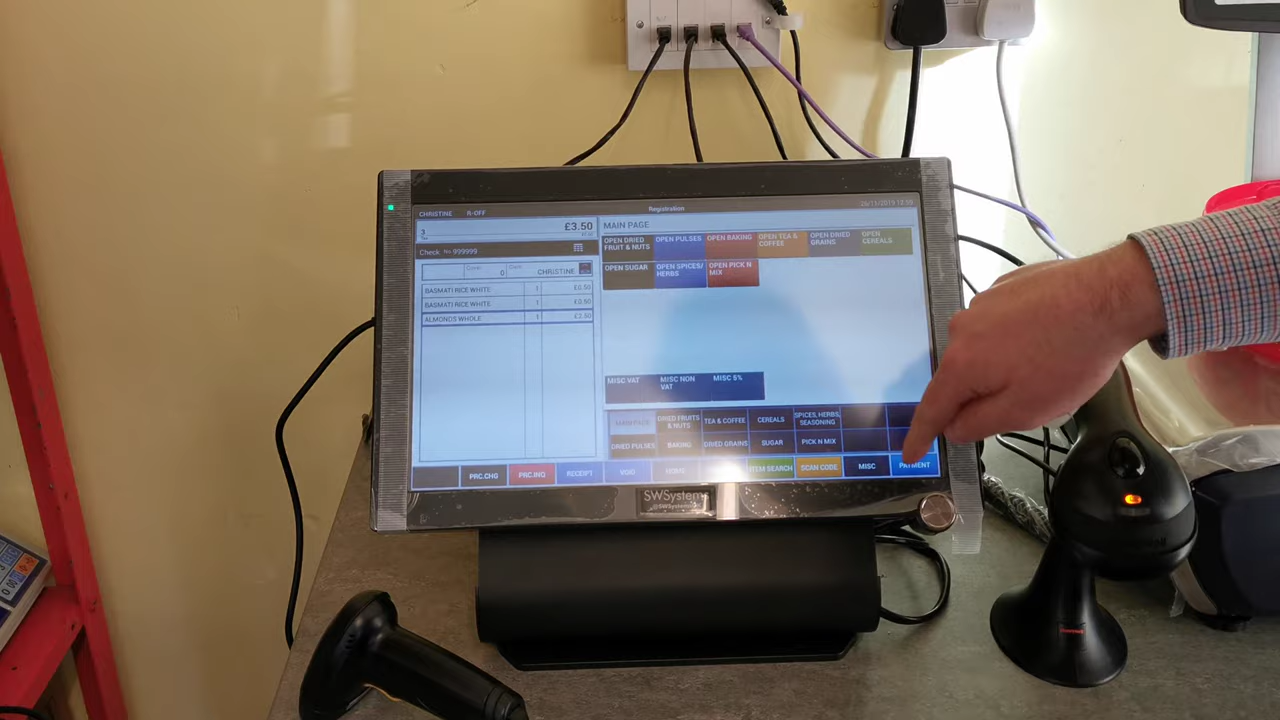 CHRISTINE R-OFF Registration
3 £3.50
Check No 999999
0 CHRISTINE
BASMATI RICE WHITE 1 £0.50
BASMATI RICE WHITE 1 £0.50
ALMONDS WHOLE 1 £2.50
MAIN PAGE
OPEN DRIED FRUIT & NUTS
OPEN PULSES
OPEN BAKING
OPEN TEA & COFFEE
OPEN DRIED GRAINS
OPEN CEREALS
OPEN SUGAR
OPEN SPICES/ HERBS
OPEN PICK N MIX
MISC VAT
MISC NON VAT
MISC 5%
MAIN PAGE
DRIED FRUITS & NUTS
TEA & COFFEE
CEREALS
SPICES, HERBS, SEASONING
DRIED PULSES
BAKING
DRIED GRAINS
SUGAR
PICK N MIX
PRC.CHG
PRC.INQ
RECEIPT
VOID
ITEM SEARCH
SCAN CODE
MISC
PAYMENT
SWSystems